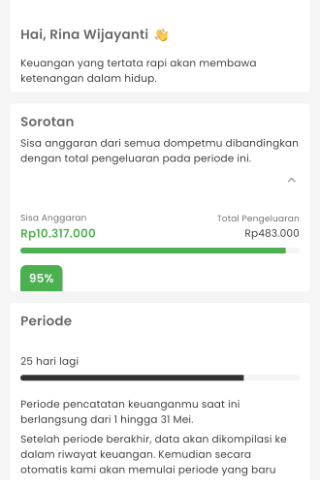 Hai, Rina Wijayanti 👋
Keuangan yang tertata rapi akan membawa
ketenangan dalam hidup.
Sorotan
Sisa anggaran dari semua dompetmu dibandingkan
dengan total pengeluaran pada periode ini.
Sisa Anggaran
Total Pengeluaran
Rp10.317.000
Rp483.000
95%
Periode
25 hari lagi
Periode pencatatan keuanganmu saat ini
berlangsung dari 1 hingga 31 Mei.
Setelah periode berakhir, data akan dikompilasi ke
dalam riwayat keuangan. Kemudian secara
otomatis kami akan memulai periode yang baru